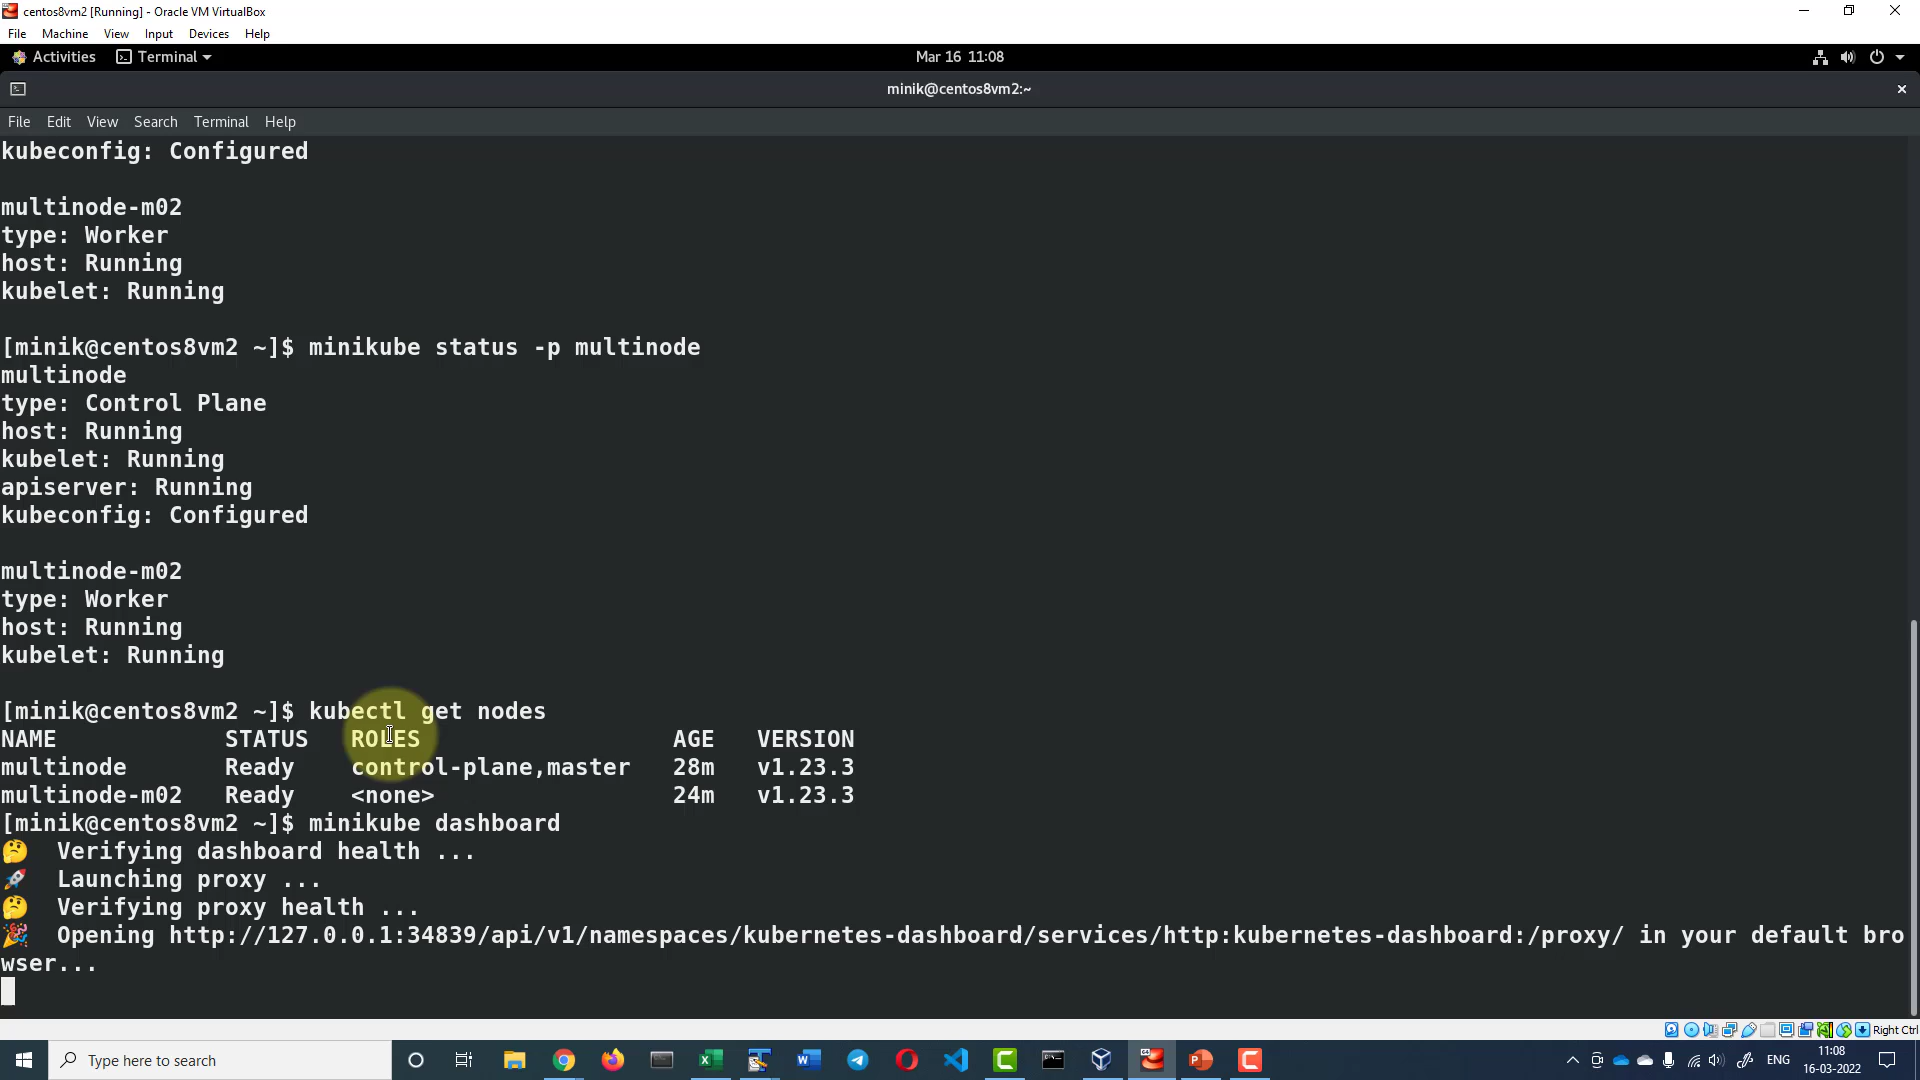 centos8vm2 [Running] - Oracle VM VirtualBox
File Machine View Input Devices Help
Activities Terminal Mar 16 11:08
minik@centos8vm2:~
File Edit View Search Terminal Help
kubeconfig: Configured
multinode-m02
type: Worker
host: Running
kubelet: Running
[minik@centos8vm2 ~]$ minikube status -p multinode
multinode
type: Control Plane
host: Running
kubelet: Running
apiserver: Running
kubeconfig: Configured
multinode-m02
type: Worker
host: Running
kubelet: Running
[minik@centos8vm2 ~]$ kubectl get nodes
NAME STATUS ROLES AGE VERSION
multinode Ready control-plane,master 28m v1.23.3
multinode-m02 Ready <none> 24m v1.23.3
[minik@centos8vm2 ~]$ minikube dashboard
🤔 Verifying dashboard health ...
🚀 Launching proxy ...
🤔 Verifying proxy health ...
🎉 Opening http://127.0.0.1:34839/api/v1/namespaces/kubernetes-dashboard/services/http:kubernetes-dashboard:/proxy/ in your default bro
wser...
Right Ctrl
Type here to search
ENG
11:08
16-03-2022